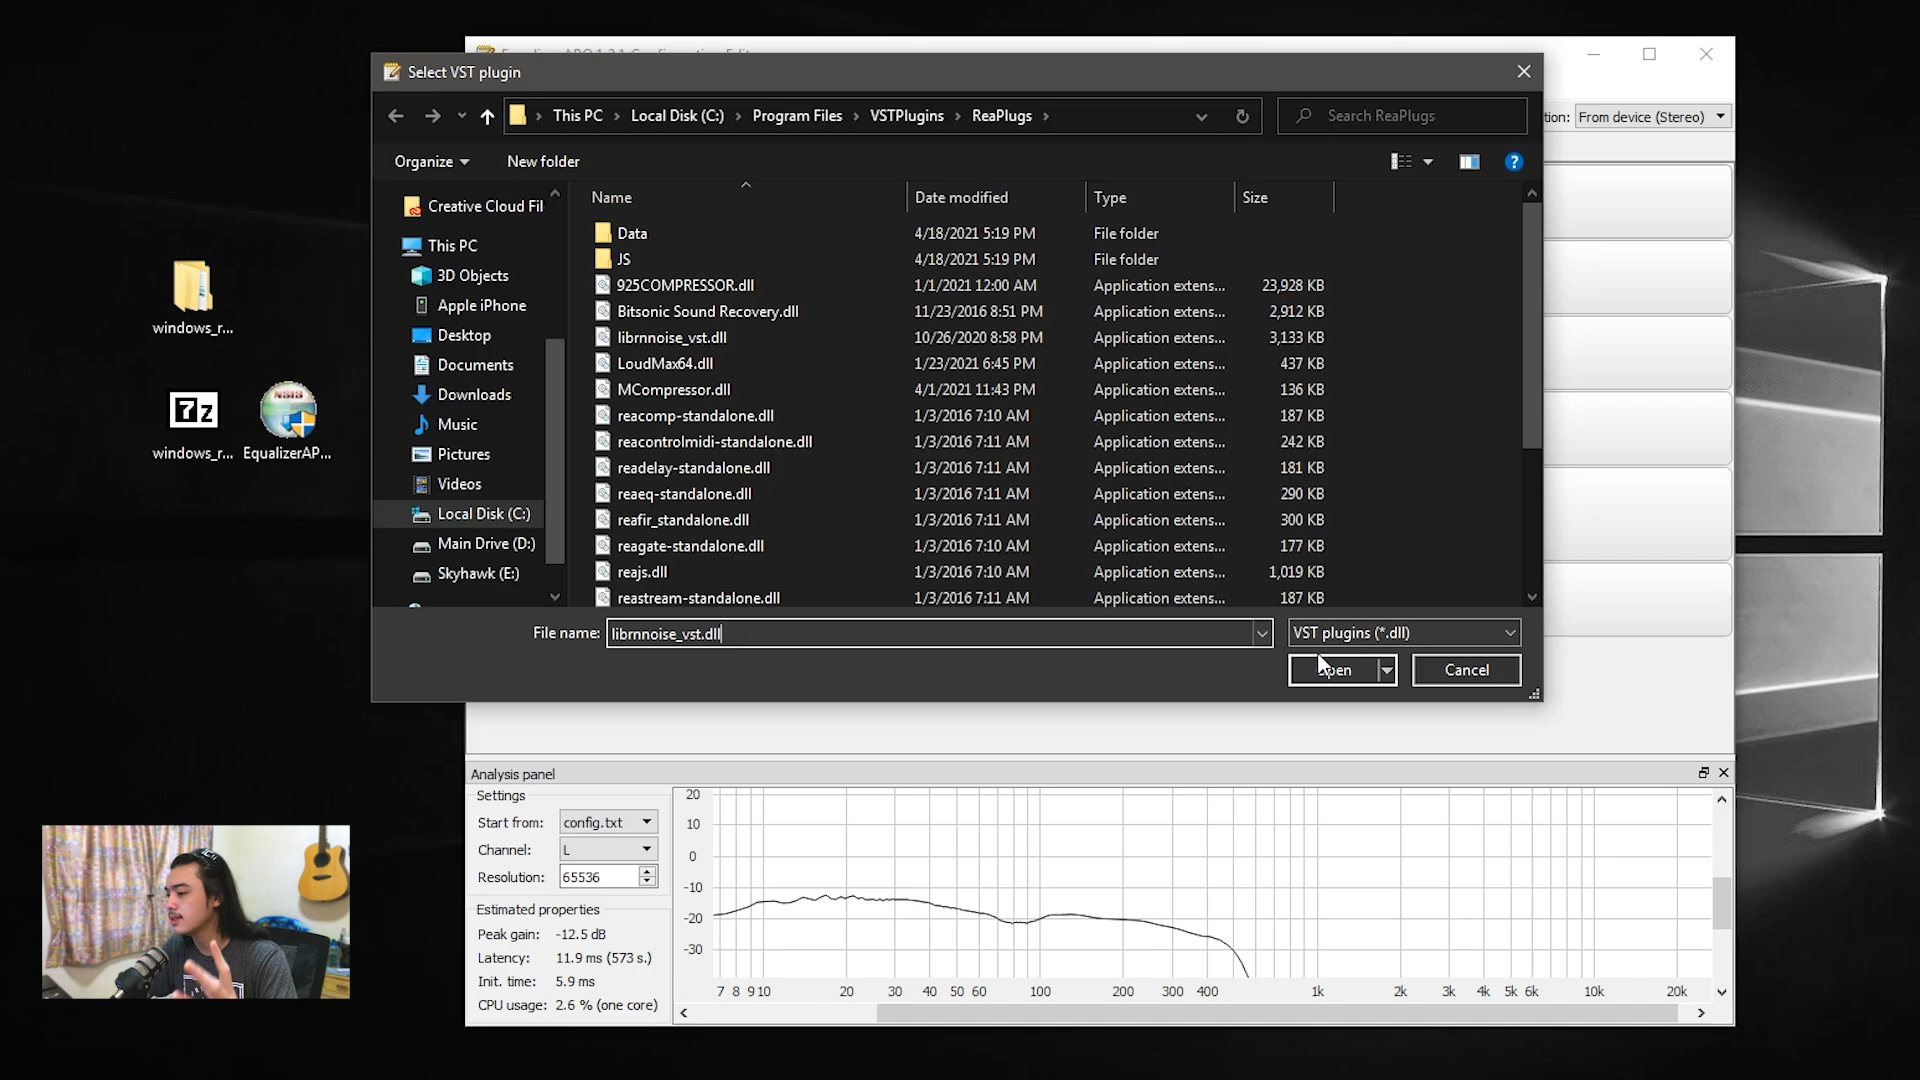 Select VST plugin
This PC
Local Disk (C:)
Program Files
VSTPlugins
ReaPlugs
Search ReaPlugs
tion:
From device (Stereo)
Organize
New folder
Name
Date modified
Type
Size
Creative Cloud Fil
This PC
3D Objects
Apple iPhone
Desktop
Documents
Downloads
Music
Pictures
Videos
Local Disk (C:)
Main Drive (D:)
Skyhawk (E:)
Data 4/18/2021 5:19 PM File folder
JS 4/18/2021 5:19 PM File folder
925COMPRESSOR.dll 1/1/2021 12:00 AM Application extens... 23,928 KB
Bitsonic Sound Recovery.dll 11/23/2016 8:51 PM Application extens... 2,912 KB
librnnoise_vst.dll 10/26/2020 8:58 PM Application extens... 3,133 KB
LoudMax64.dll 1/23/2021 6:45 PM Application extens... 437 KB
MCompressor.dll 4/1/2021 11:43 PM Application extens... 136 KB
reacomp-standalone.dll 1/3/2016 7:10 AM Application extens... 187 KB
reacontrolmidi-standalone.dll 1/3/2016 7:11 AM Application extens... 242 KB
readelay-standalone.dll 1/3/2016 7:11 AM Application extens... 181 KB
reaeq-standalone.dll 1/3/2016 7:11 AM Application extens... 290 KB
reafir_standalone.dll 1/3/2016 7:11 AM Application extens... 300 KB
reagate-standalone.dll 1/3/2016 7:10 AM Application extens... 177 KB
reajs.dll 1/3/2016 7:10 AM Application extens... 1,019 KB
reastream-standalone.dll 1/3/2016 7:11 AM Application extens... 187 KB
File name: librnnoise_vst.dll
VST plugins (*.dll)
Open
Cancel
windows_r...
7z
windows_r...
NSIS
EqualizerAP...
Analysis panel
Settings
Start from: config.txt
Channel: L
Resolution: 65536
Estimated properties
Peak gain: -12.5 dB
Latency: 11.9 ms (573 s.)
Init. time: 5.9 ms
CPU usage: 2.6 % (one core)
20
10
0
-10
-20
-30
7 8 9 10 20 30 40 50 60 100 200 300 400 1k 2k 3k 4k 5k 6k 10k 20k